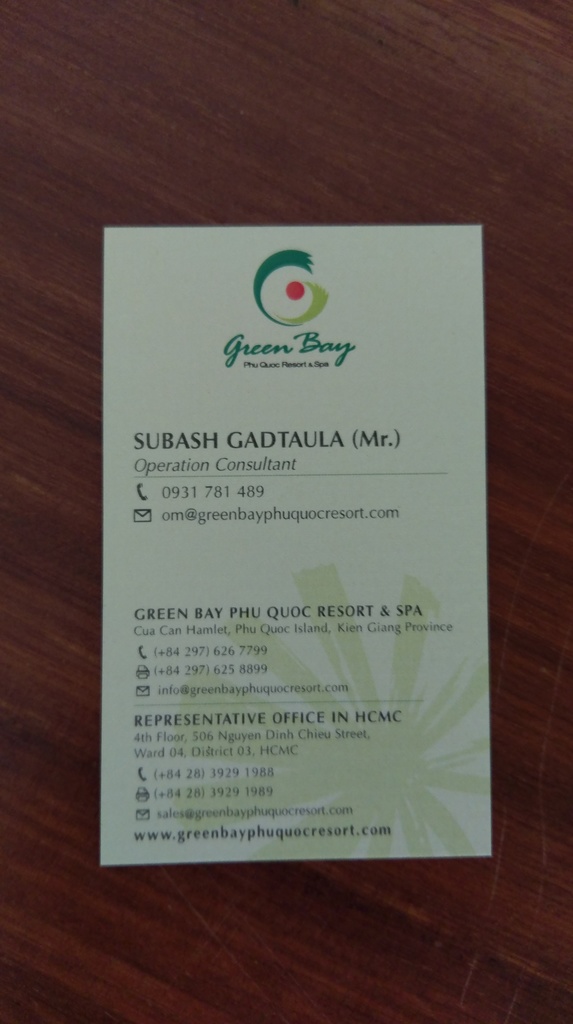 Green Bay
Phu Quoc Resort & Spa
SUBASH GADTAULA (Mr.)
Operation Consultant
0931 781 489
om@greenbayphuquocresort.com
GREEN BAY PHU QUOC RESORT & SPA
Cua Can Hamlet, Phu Quoc Island, Kien Giang Province
(+84 297) 626 7799
(+84 297) 625 8899
info@greenbayphuquocresort.com
REPRESENTATIVE OFFICE IN HCMC
4th Floor, 506 Nguyen Dinh Chieu Street,
Ward 04, District 03, HCMC
(+84 28) 3929 1988
(+84 28) 3929 1989
sales@greenbayphuquocresort.com
www.greenbayphuquocresort.com